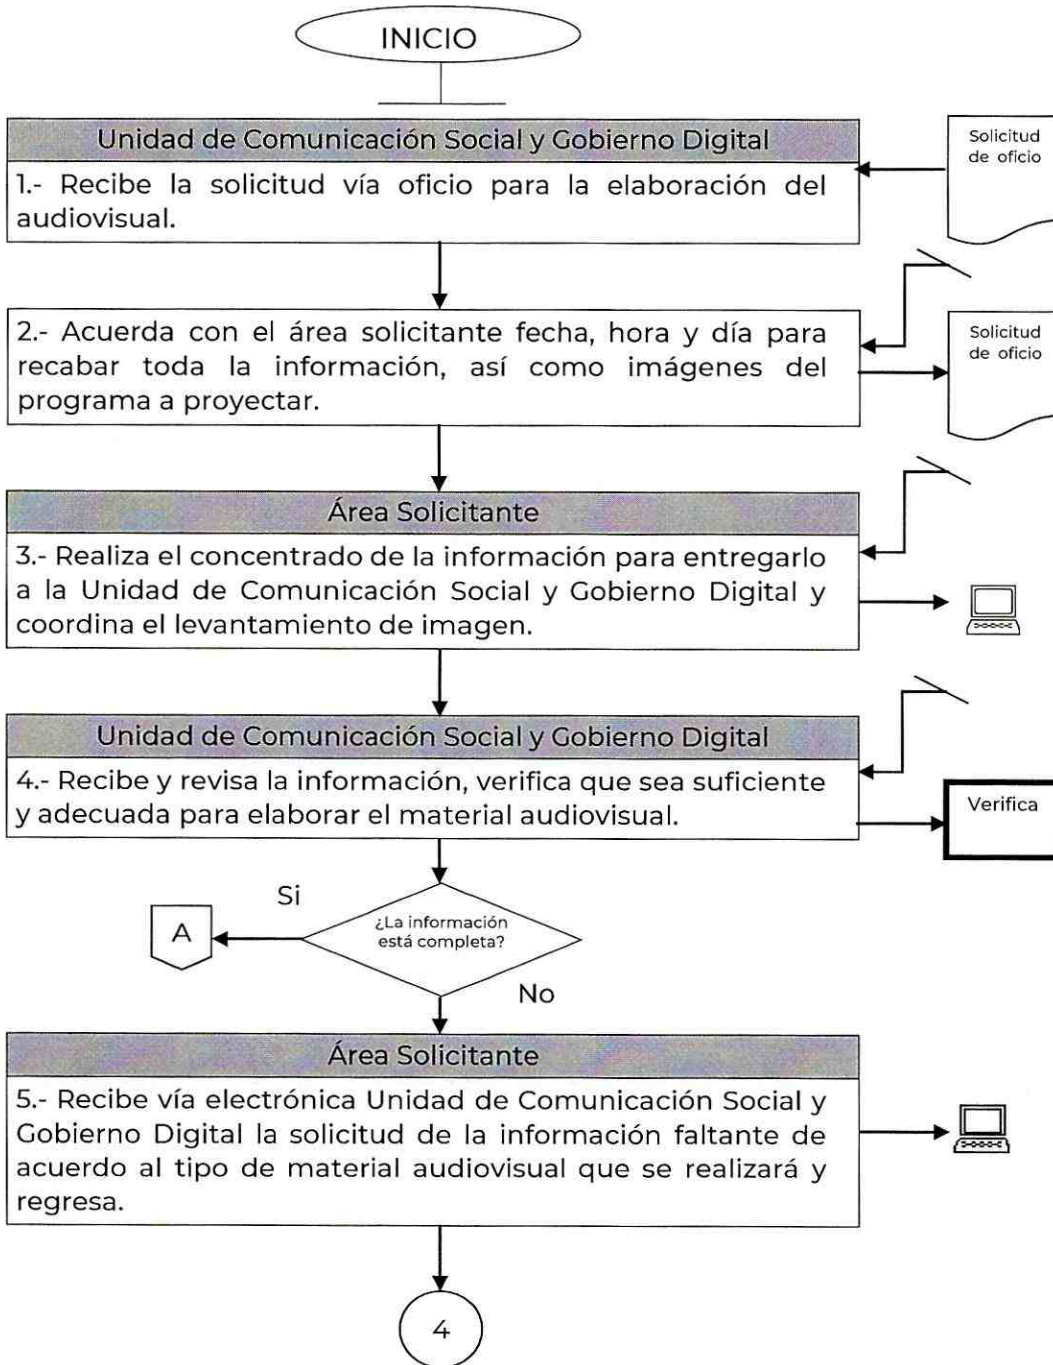 INICIO
Unidad de Comunicación Social y Gobierno Digital
1.- Recibe la solicitud vía oficio para la elaboración del
audiovisual.
Solicitud
de oficio
2.- Acuerda con el área solicitante fecha, hora y día para
recabar toda la información, así como imágenes del
programa a proyectar.
Solicitud
de oficio
Área Solicitante
3.- Realiza el concentrado de la información para entregarlo
a la Unidad de Comunicación Social y Gobierno Digital y
coordina el levantamiento de imagen.
Unidad de Comunicación Social y Gobierno Digital
4.- Recibe y revisa la información, verifica que sea suficiente
y adecuada para elaborar el material audiovisual.
Verifica
Si
¿La información
está completa?
A
No
Área Solicitante
5.- Recibe vía electrónica Unidad de Comunicación Social y
Gobierno Digital la solicitud de la información faltante de
acuerdo al tipo de material audiovisual que se realizará y
regresa.
4